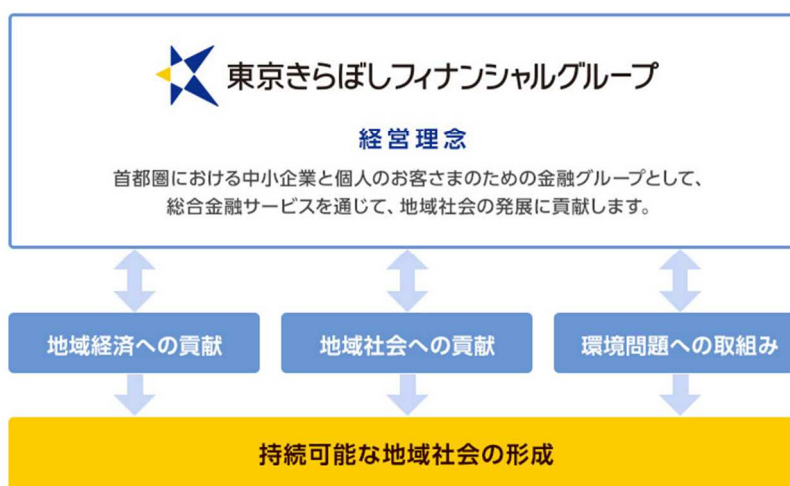 東京きらぼしフィナンシャルグループ
経営理念
首都圏における中小企業と個人のお客さまのための金融グループとして、
総合金融サービスを通じて、地域社会の発展に貢献します。
地域経済への貢献
地域社会への貢献
環境問題への取組み
持続可能な地域社会の形成